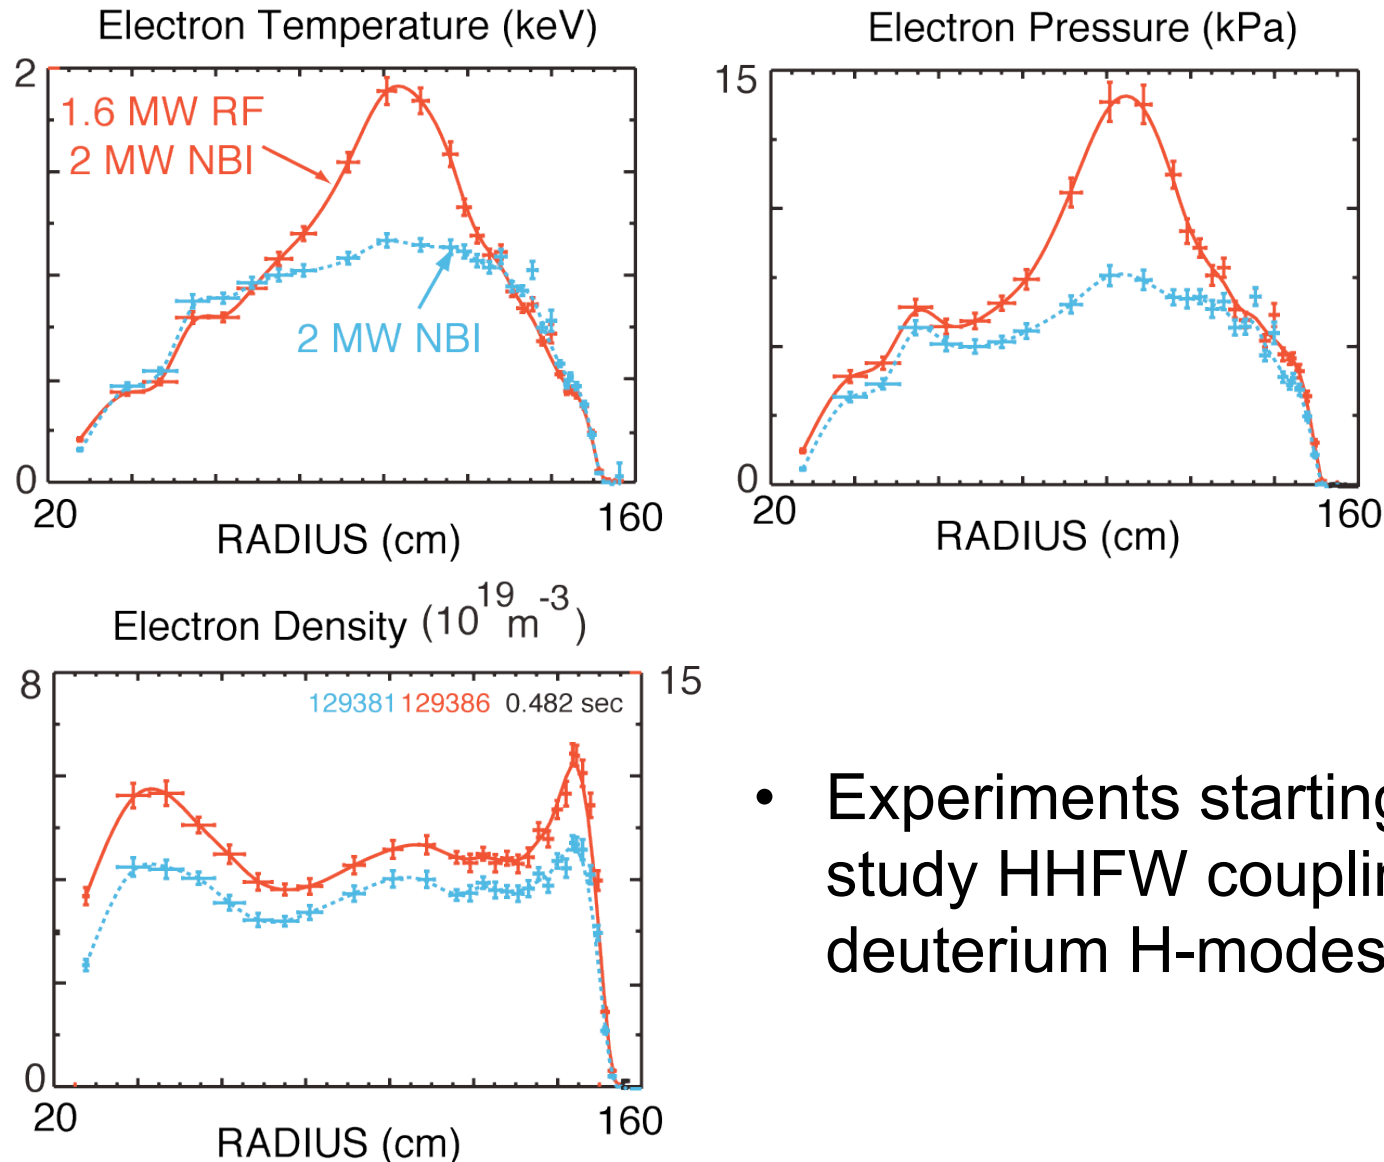 Electron Temperature (keV)
2
1.6 MW RF
2 MW NBI
2 MW NBI
0
20
160
RADIUS (cm)
Electron Pressure (kPa)
15
0
20
160
RADIUS (cm)
Electron Density (10^19 m^-3)
8
15
129381 129386 0.482 sec
0
20
160
RADIUS (cm)
• Experiments starting
study HHFW couplin
deuterium H-modes